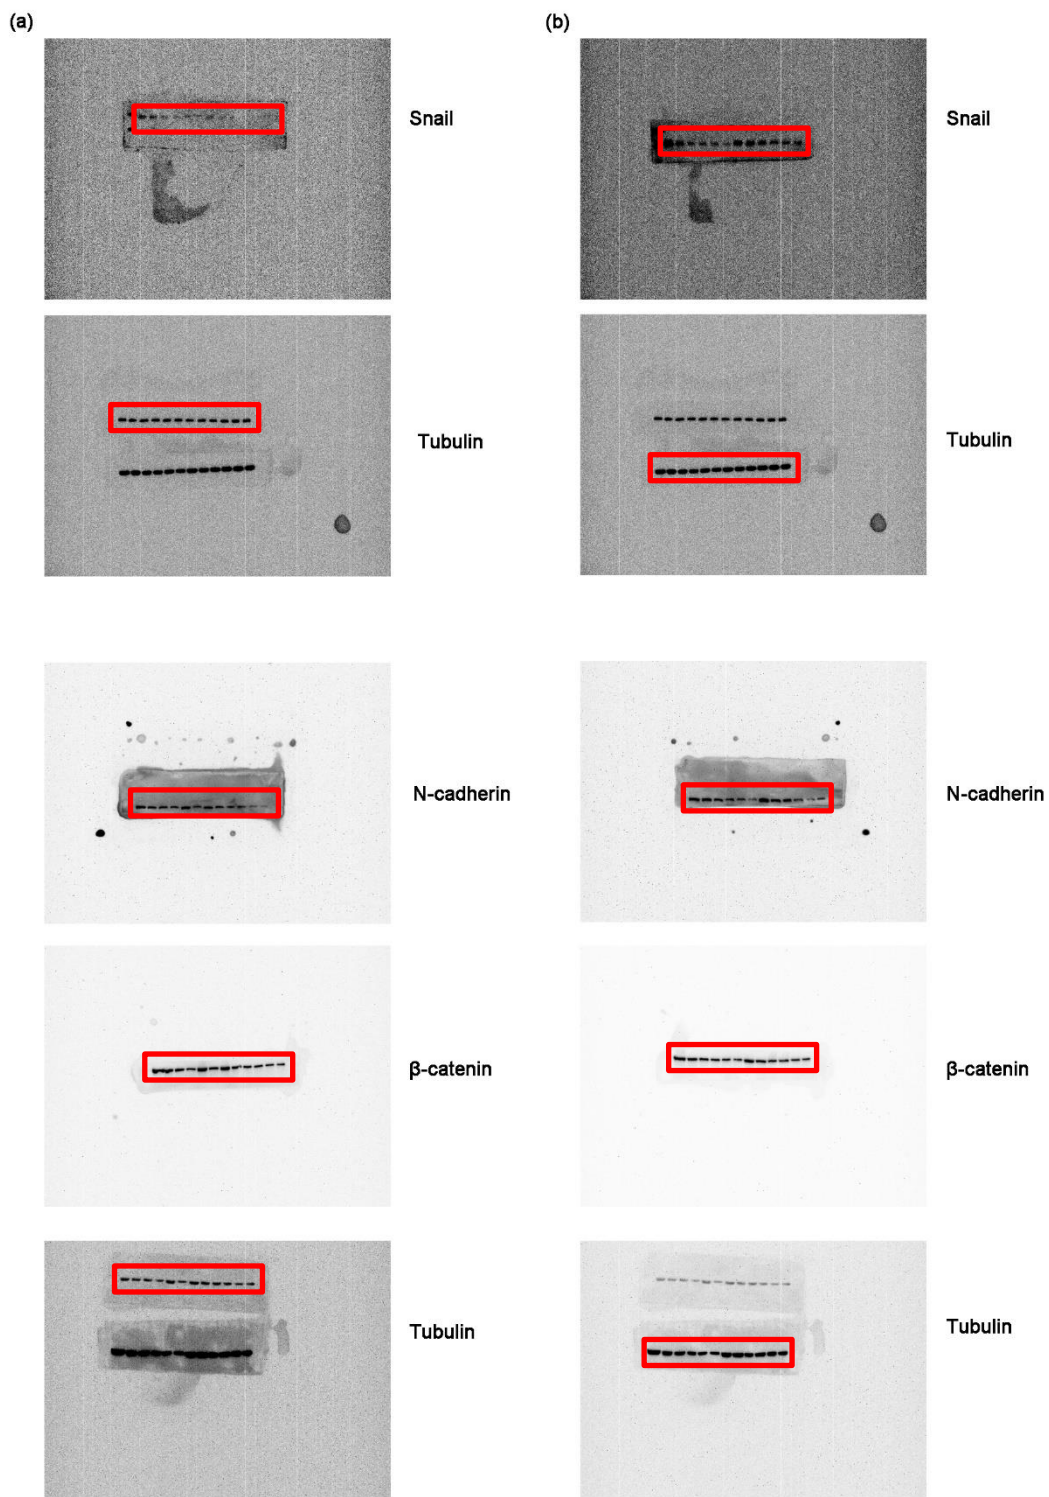 (a)
(b)
Snail
Snail
Tubulin
Tubulin
N-cadherin
N-cadherin
β-catenin
β-catenin
Tubulin
Tubulin